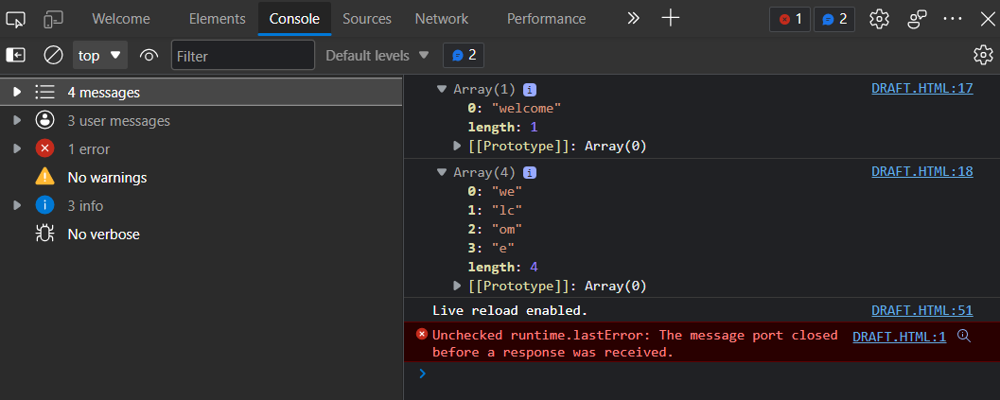 Welcome Elements Console Sources Network Performance 1 2
top Filter Default levels 2
4 messages
3 user messages
1 error
No warnings
3 info
No verbose
Array(1) i DRAFT.HTML:17
0: "welcome"
length: 1
[[Prototype]]: Array(0)
Array(4) i DRAFT.HTML:18
0: "we"
1: "lc"
2: "om"
3: "e"
length: 4
[[Prototype]]: Array(0)
Live reload enabled. DRAFT.HTML:51
Unchecked runtime.lastError: The message port closed DRAFT.HTML:1
before a response was received.